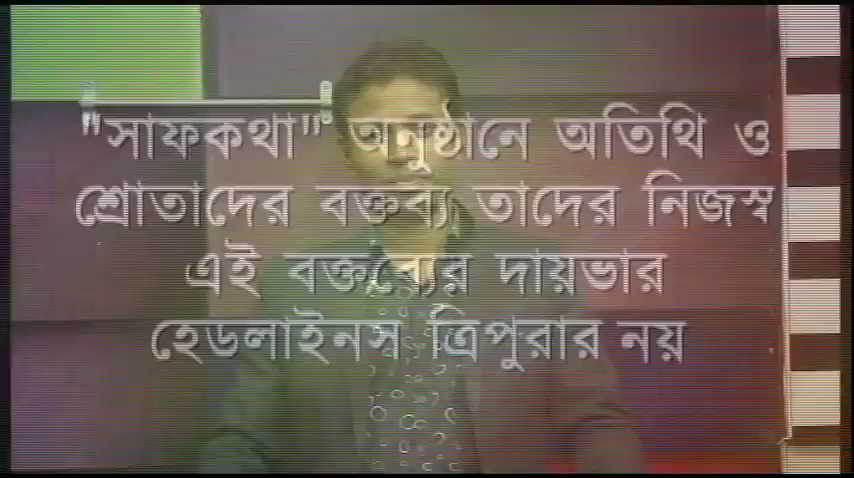 "সাফকথা" অনুষ্ঠানে অতিথি ও
শ্রোতাদের বক্তব্য তাদের নিজস্ব
এই বক্তব্যের দায়ভার
হেডলাইনস ত্রিপুরার নয়